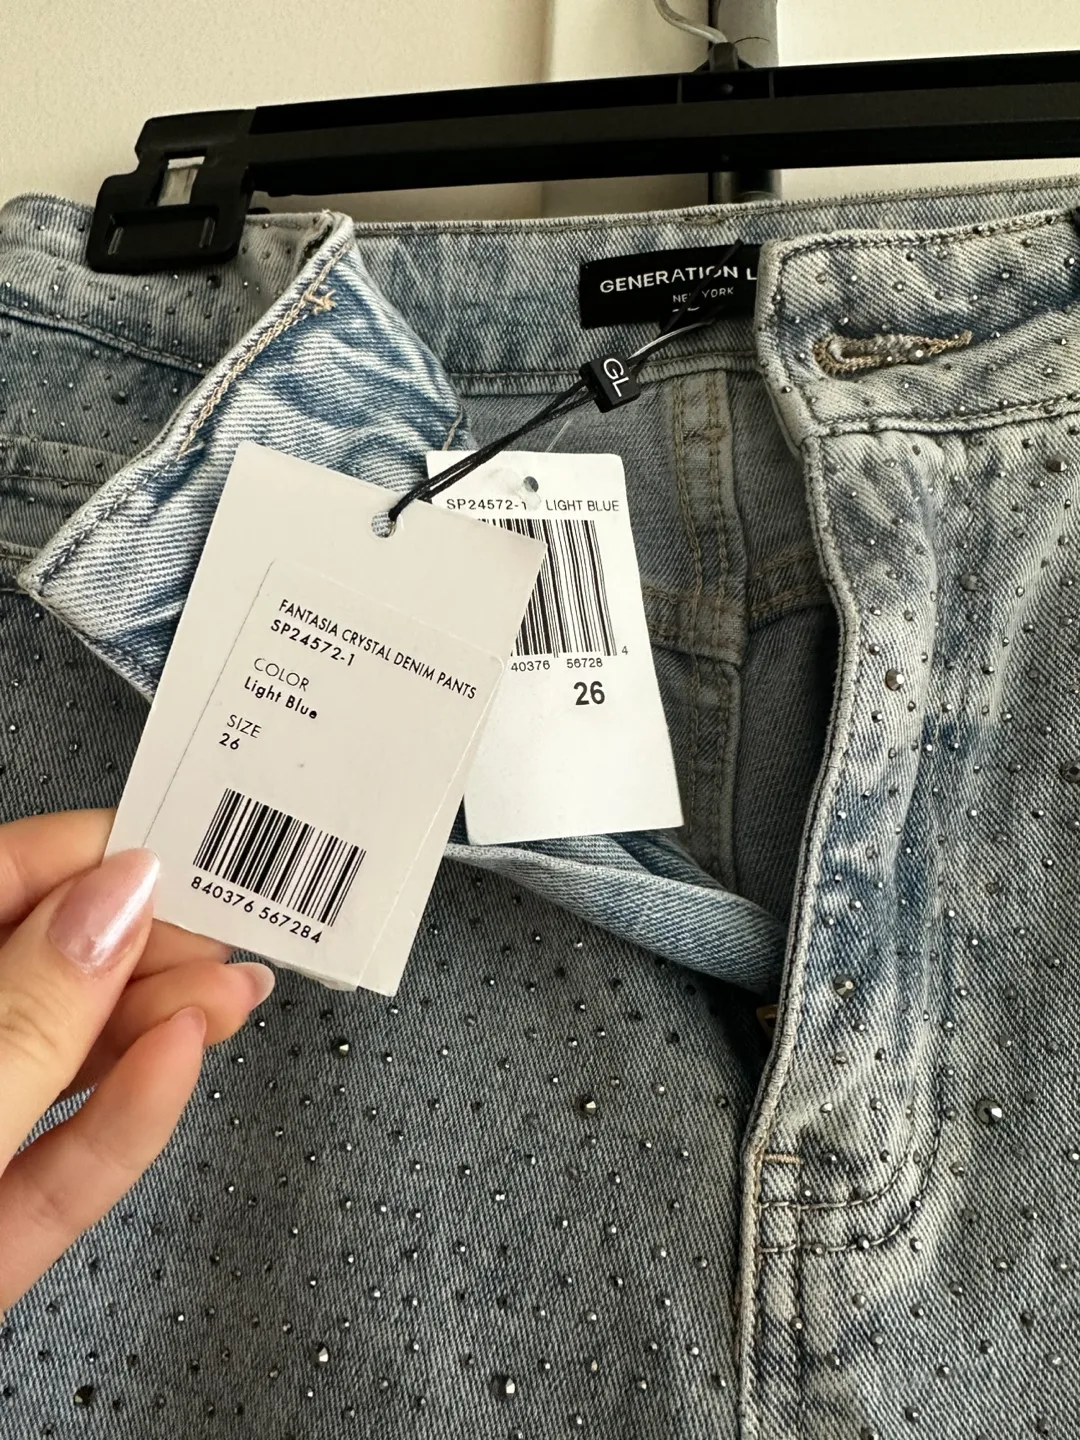 GENERATION L
NEW YORK
GL
SP24572-1 LIGHT BLUE
40376 56728 4
26
FANTASIA CRYSTAL DENIM PANTS
SP24572-1
COLOR
Light Blue
SIZE
26
840376 567284